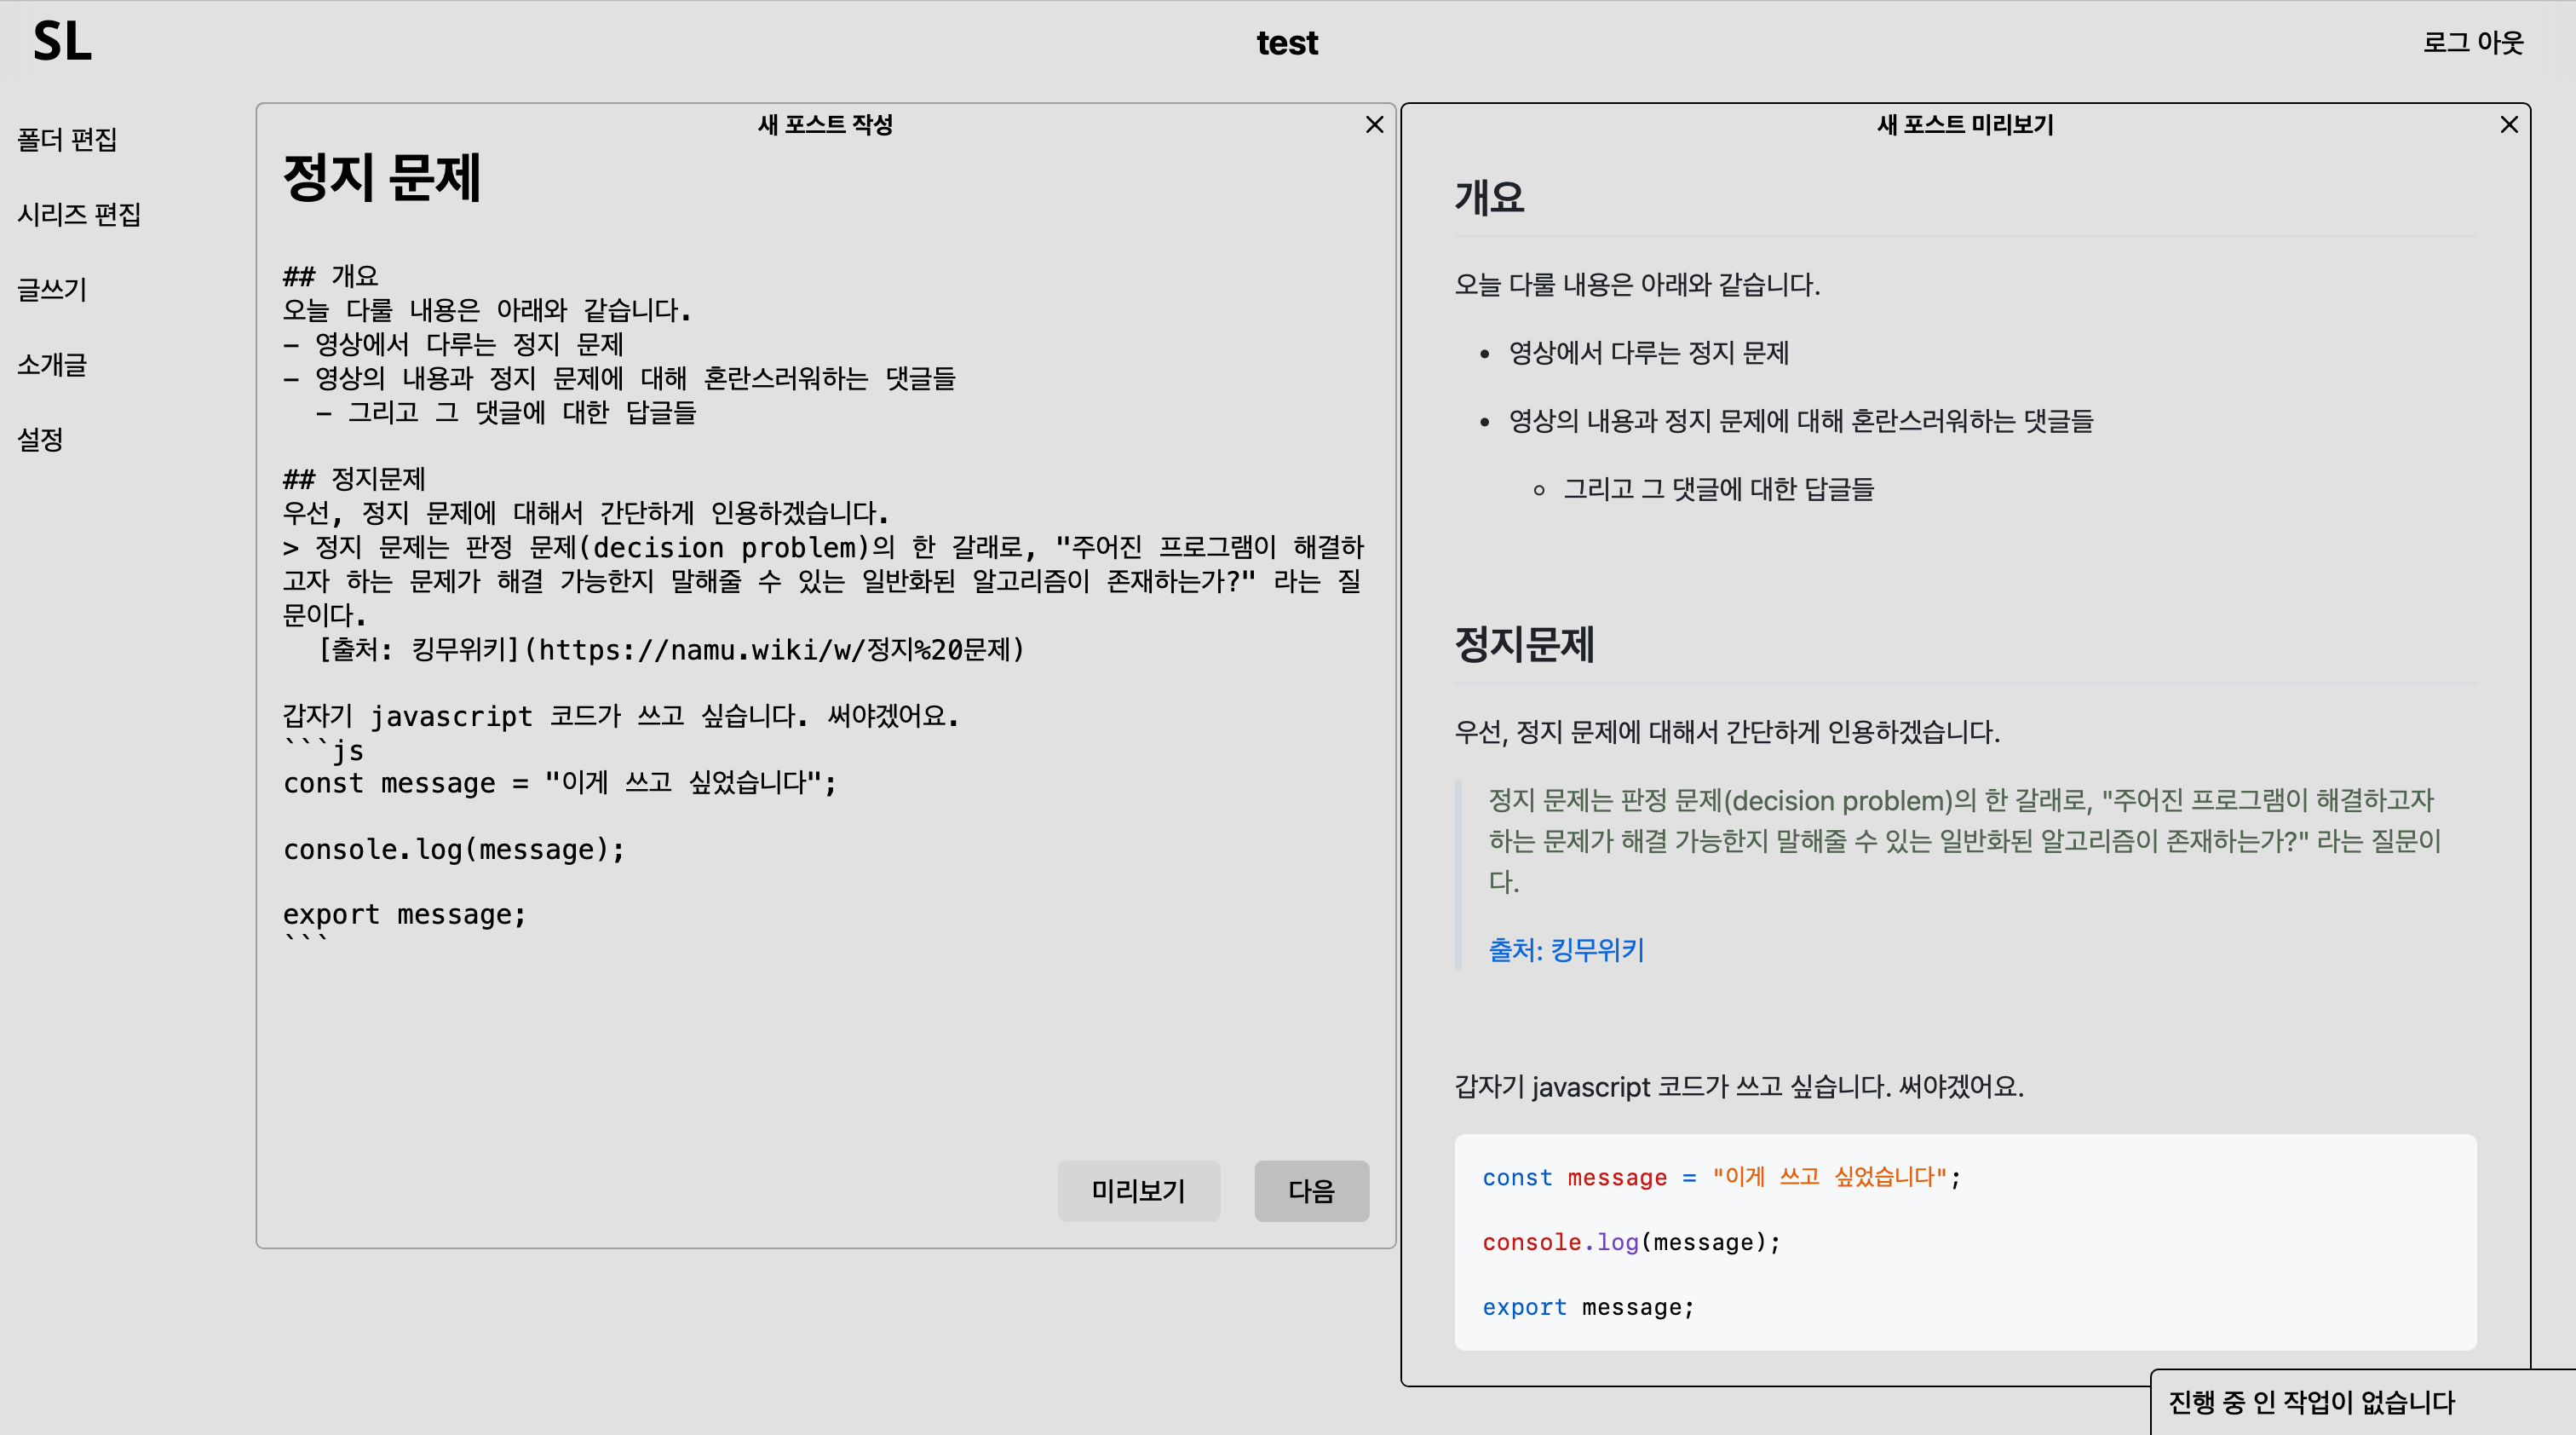 SL
test
로그 아웃
폴더 편집
시리즈 편집
글쓰기
소개글
설정
새 포스트 작성
정지 문제
## 개요
오늘 다룰 내용은 아래와 같습니다.
- 영상에서 다루는 정지 문제
- 영상의 내용과 정지 문제에 대해 혼란스러워하는 댓글들
  - 그리고 그 댓글에 대한 답글들
## 정지문제
우선, 정지 문제에 대해서 간단하게 인용하겠습니다.
> 정지 문제는 판정 문제(decision problem)의 한 갈래로, "주어진 프로그램이 해결하
고자 하는 문제가 해결 가능한지 말해줄 수 있는 일반화된 알고리즘이 존재하는가?" 라는 질
문이다.
  [출처: 킹무위키](https://namu.wiki/w/정지%20문제)
갑자기 javascript 코드가 쓰고 싶습니다. 써야겠어요.
```js
const message = "이게 쓰고 싶었습니다";
console.log(message);
export message;
```
미리보기
다음
새 포스트 미리보기
개요
오늘 다룰 내용은 아래와 같습니다.
• 영상에서 다루는 정지 문제
• 영상의 내용과 정지 문제에 대해 혼란스러워하는 댓글들
◦ 그리고 그 댓글에 대한 답글들
정지문제
우선, 정지 문제에 대해서 간단하게 인용하겠습니다.
정지 문제는 판정 문제(decision problem)의 한 갈래로, "주어진 프로그램이 해결하고자
하는 문제가 해결 가능한지 말해줄 수 있는 일반화된 알고리즘이 존재하는가?" 라는 질문이
다.
출처: 킹무위키
갑자기 javascript 코드가 쓰고 싶습니다. 써야겠어요.
const message = "이게 쓰고 싶었습니다";
console.log(message);
export message;
진행 중 인 작업이 없습니다